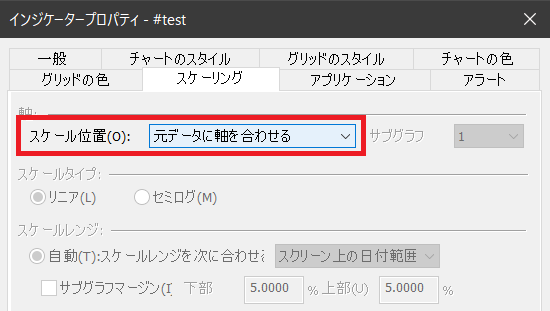 インジケータープロパティ - #test
一般 チャートのスタイル グリッドのスタイル チャートの色
グリッドの色 スケーリング アプリケーション アラート
軸:
スケール位置(O): 元データに軸を合わせる サブグラフ 1
スケールタイプ:
リニア(L) セミログ(M)
スケールレンジ:
自動(T):スケールレンジを次に合わせる スクリーン上の日付範囲
サブグラフマージン(I 下部 5.0000 % 上部(U) 5.0000 %